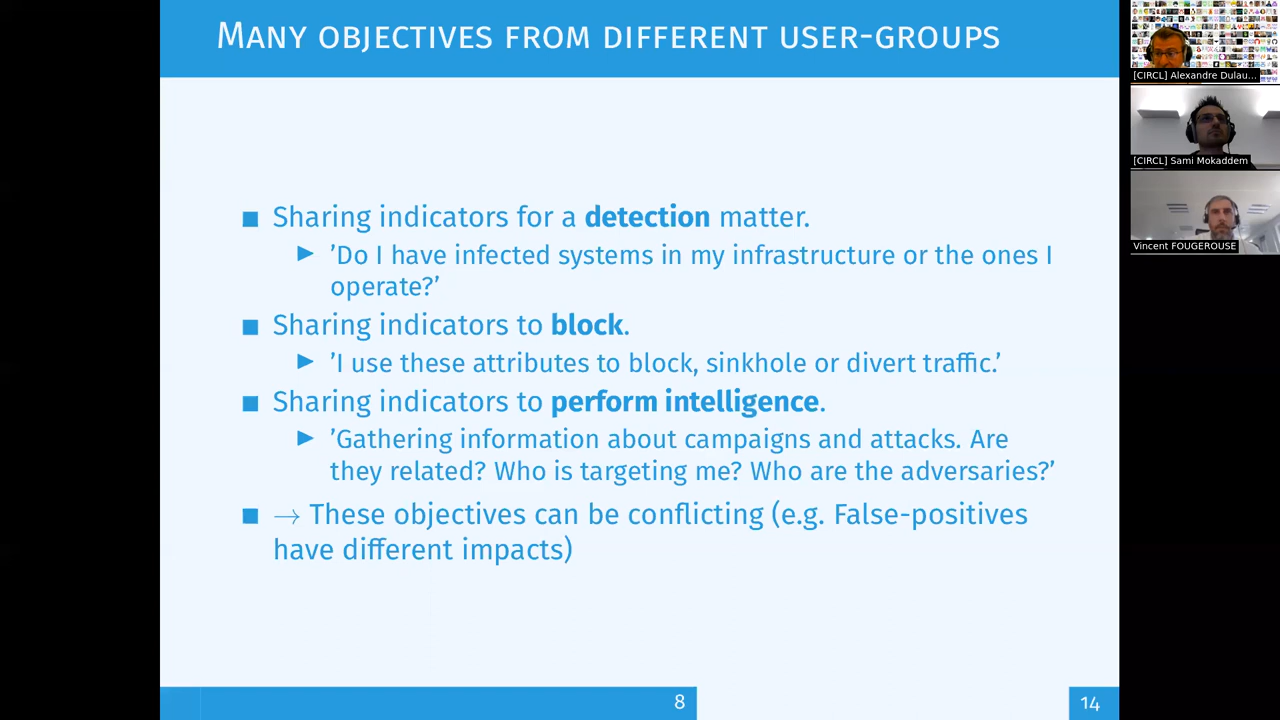 MANY OBJECTIVES FROM DIFFERENT USER-GROUPS
Sharing indicators for a detection matter.
’Do I have infected systems in my infrastructure or the ones I
operate?’
Sharing indicators to block.
’I use these attributes to block, sinkhole or divert traffic.’
Sharing indicators to perform intelligence.
’Gathering information about campaigns and attacks. Are
they related? Who is targeting me? Who are the adversaries?’
→ These objectives can be conflicting (e.g. False-positives
have different impacts)
8
14
[CIRCL] Alexandre Dulau...
[CIRCL] Sami Mokaddem
Vincent FOUGEROUSE